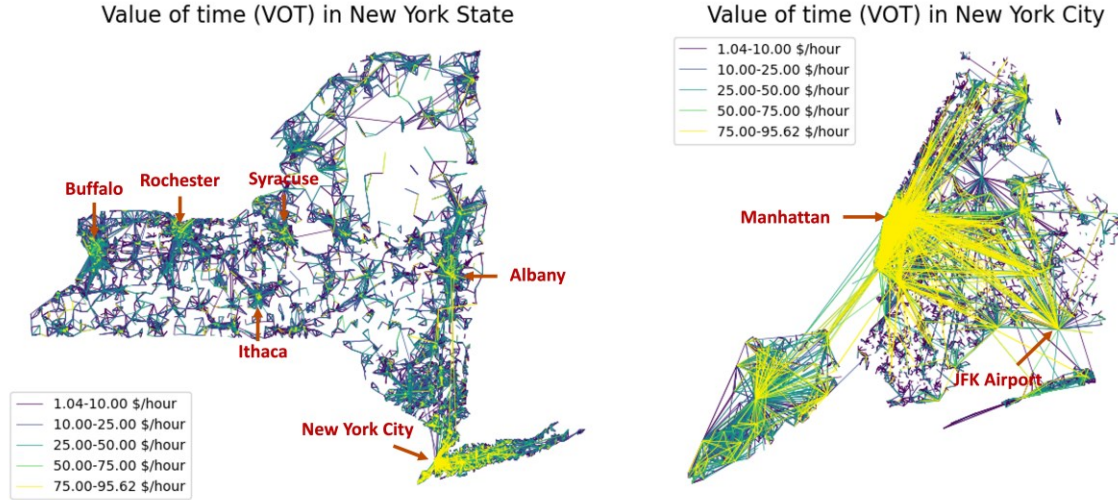 Value of time (VOT) in New York State
Buffalo
Rochester
Syracuse
Albany
Ithaca
New York City
1.04-10.00 $/hour
10.00-25.00 $/hour
25.00-50.00 $/hour
50.00-75.00 $/hour
75.00-95.62 $/hour
Value of time (VOT) in New York City
1.04-10.00 $/hour
10.00-25.00 $/hour
25.00-50.00 $/hour
50.00-75.00 $/hour
75.00-95.62 $/hour
Manhattan
JFK Airport